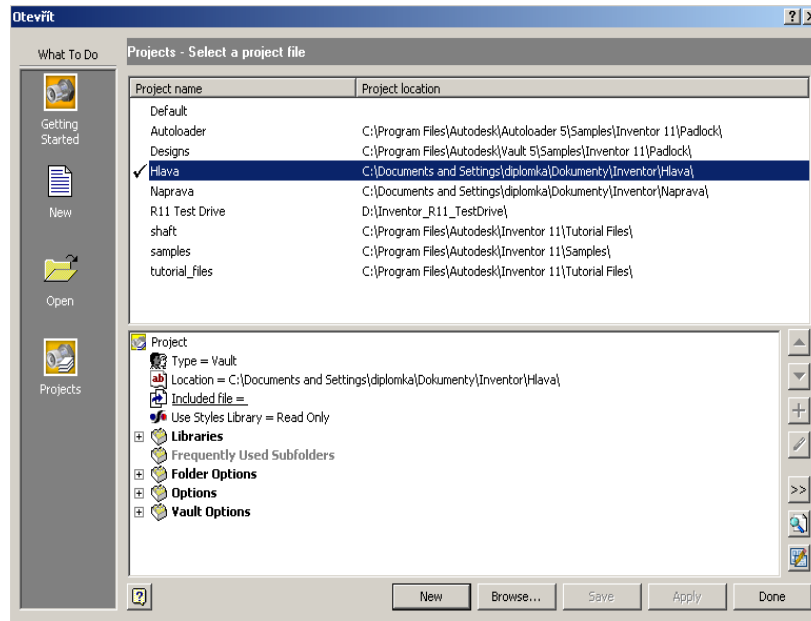 Otevřít
What To Do
Projects - Select a project file
Getting
Started
New
Open
Projects
Project name Project location
Default
Autoloader C:\Program Files\Autodesk\Autoloader 5\Samples\Inventor 11\Padlock\
Designs C:\Program Files\Autodesk\Vault 5\Samples\Inventor 11\Padlock\
Hlava C:\Documents and Settings\diplomka\Dokumenty\Inventor\Hlava\
Naprava C:\Documents and Settings\diplomka\Dokumenty\Inventor\Naprava\
R11 Test Drive D:\Inventor_R11_TestDrive\
shaft C:\Program Files\Autodesk\Inventor 11\Tutorial Files\
samples C:\Program Files\Autodesk\Inventor 11\Samples\
tutorial_files C:\Program Files\Autodesk\Inventor 11\Tutorial Files\
Project
Type = Vault
Location = C:\Documents and Settings\diplomka\Dokumenty\Inventor\Hlava\
Included file =
Use Styles Library = Read Only
Libraries
Frequently Used Subfolders
Folder Options
Options
Vault Options
>>
New Browse... Save Apply Done